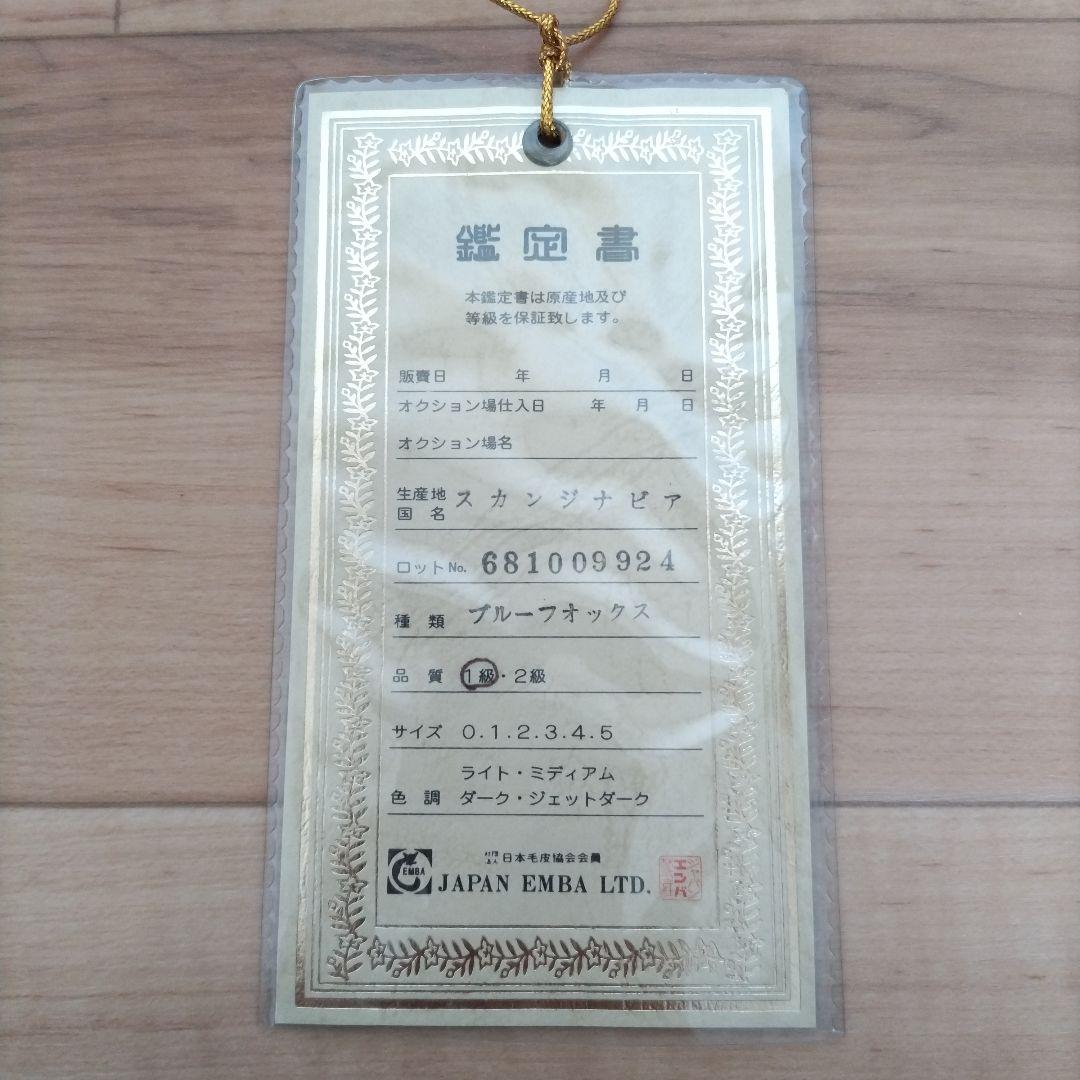 鑑定書
本鑑定書は原産地及び
等級を保証致します。
販賣日 年 月 日
オクション場仕入日 年 月 日
オクション場名
生産地
国名 スカンジナビア
ロットNo. 681009924
種類 ブルーフオックス
品質 1級・2級
サイズ 0.1.2.3.4.5
ライト・ミディアム
色調 ダーク・ジェットダーク
社団法人 日本毛皮協会会員
EMBA JAPAN EMBA LTD.
エンバ